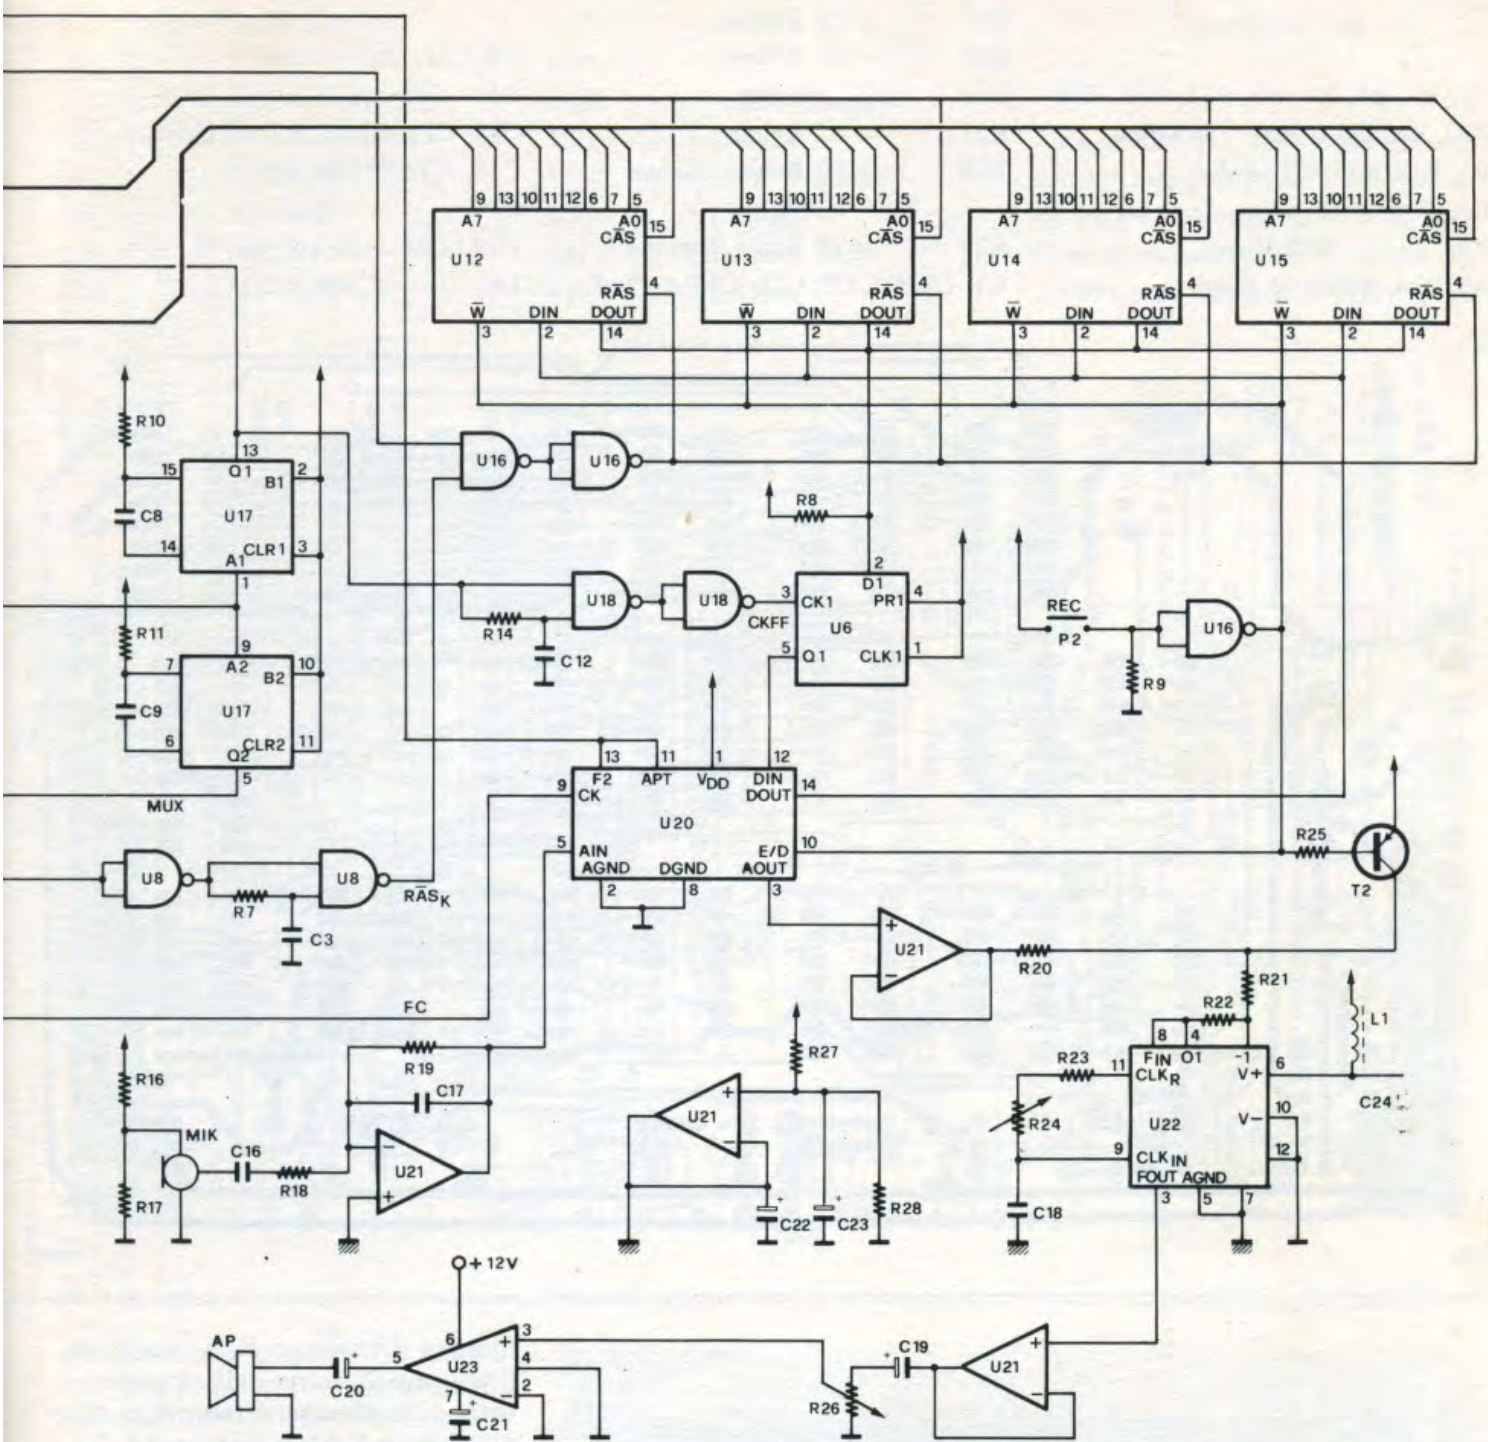 9 13 10 11 12 6 7 5
A7 A0
CAS 15
U12
RAS 4
W DIN DOUT
3 2 14
9 13 10 11 12 6 7 5
A7 A0
CAS 15
U13
RAS 4
W DIN DOUT
3 2 14
9 13 10 11 12 6 7 5
A7 A0
CAS 15
U14
RAS 4
W DIN DOUT
3 2 14
9 13 10 11 12 6 7 5
A7 A0
CAS 15
U15
RAS 4
W DIN DOUT
3 2 14
R10
13
15 Q1 2
B1
C8 U17
14 CLR1 3
A1
1
U16 U16
R8
R11
9
7 A2 10
B2
C9 U17
6 CLR2 11
Q2
5
MUX
U18 U18
R14
C12
CKFF
2
D1
3 CK1 PR1 4
U6
5 Q1 CLK1 1
REC
P2
U16
R9
13 11 1 12
F2 APT VDD DIN
9 CK DOUT 14
U20
5 AIN E/D 10
AGND DGND AOUT
2 8 3
R25
T2
U8 U8
R7
RASK
C3
U21
R20
R21
FC
R19
R16
C17
MIK
C16
R18
U21
+
R17
R27
U21
+
C22 C23 R28
R22
8 4
FIN O1 -1
R23 11 CLKR V+ 6
L1
C24
R24 U22 V- 10
9 CLKIN 12
FOUT AGND
3 5 7
C18
+12V
AP
6 3
5 U23 + 4
C20 7 - 2
C21
C19
R26
U21
+